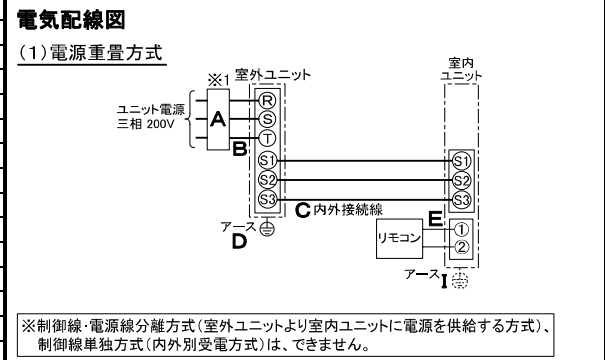 電気配線図
(1)電源重畳方式
※1
室外ユニット
室内
ユニット
ユニット電源
三相 200V
A
R
S
T
B
S1
S2
S3
S1
S2
S3
C 内外接続線
アース
D
E
リモコン
1
2
アース I
※制御線・電源線分離方式(室外ユニットより室内ユニットに電源を供給する方式)、
制御線単独方式(内外別受電方式)は、できません。